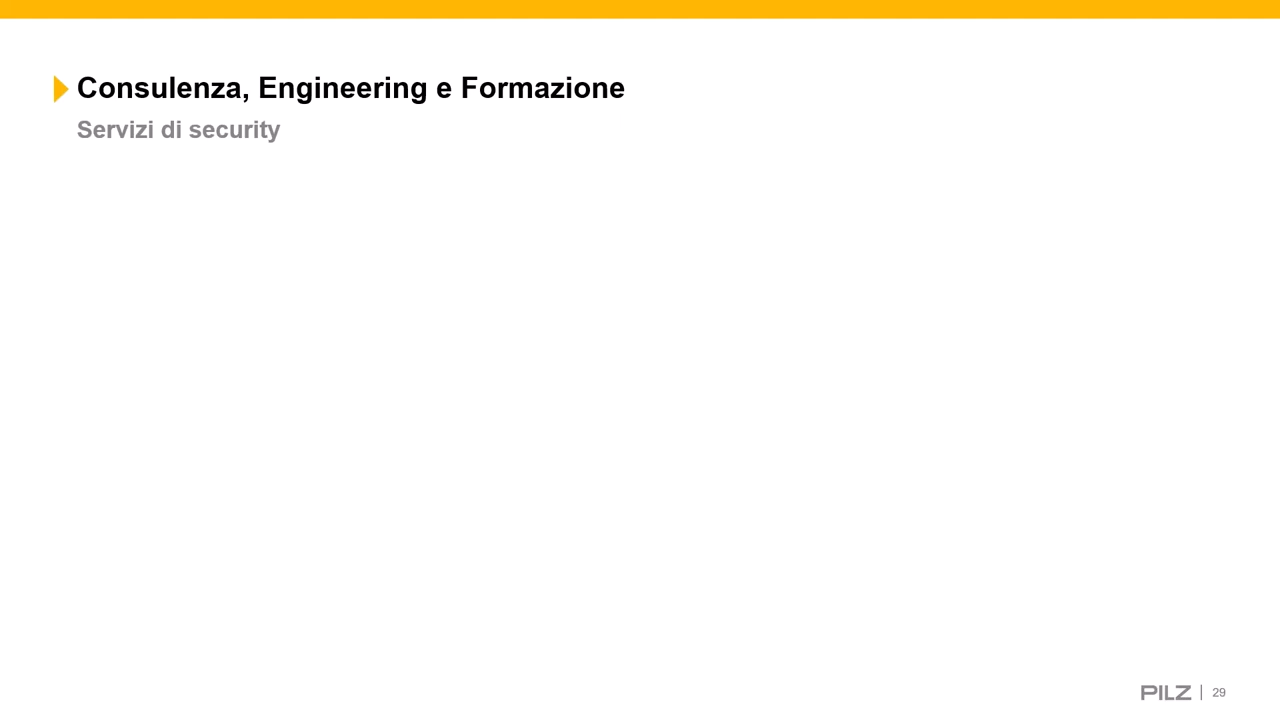 Consulenza, Engineering e Formazione
Servizi di security
PILZ | 29